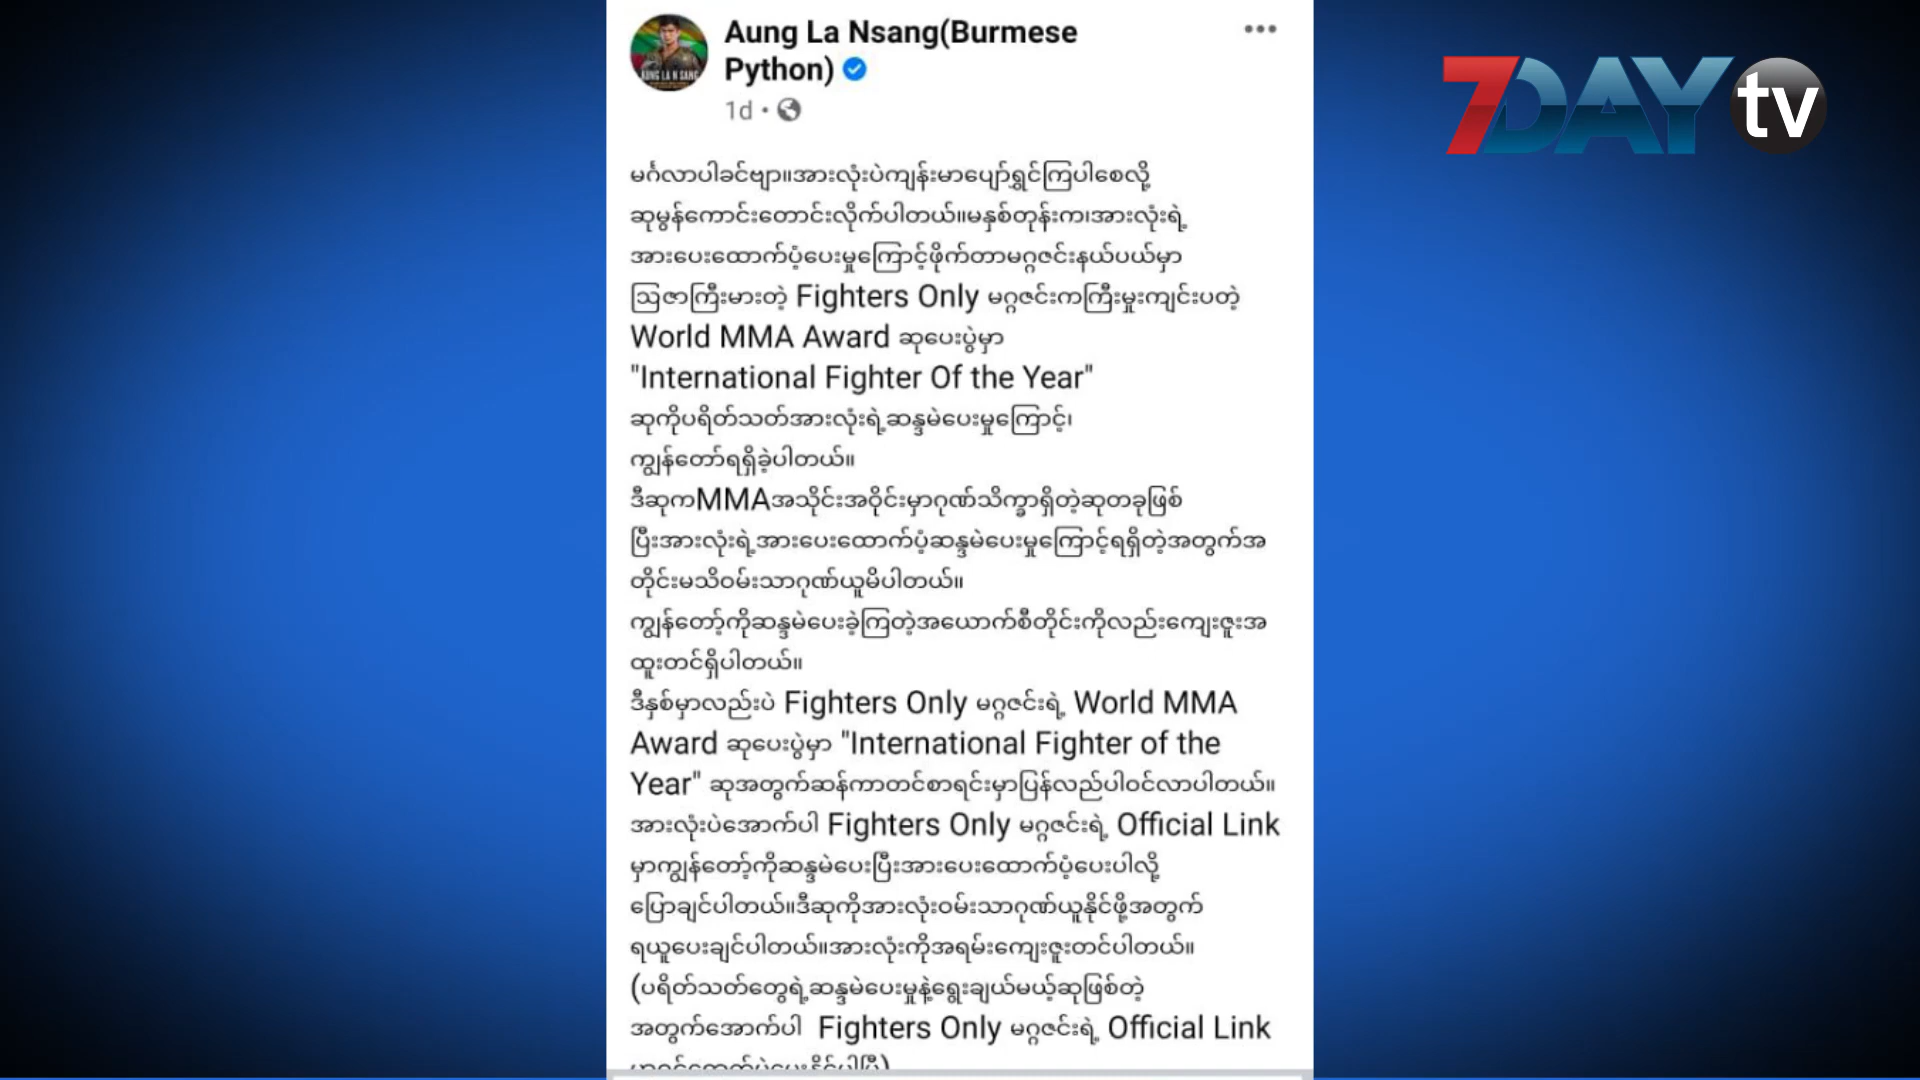 Aung La Nsang(Burmese
Python)
1d
7DAY tv
AUNG LA N SANG
မင်္ဂလာပါခင်ဗျာ။အားလုံးပဲကျန်းမာပျော်ရွှင်ကြပါစေလို့
ဆုမွန်ကောင်းတောင်းလိုက်ပါတယ်။မနှစ်တုန်းက၊အားလုံးရဲ့
အားပေးထောက်ပံ့ပေးမှုကြောင့်ဖိုက်တာမဂ္ဂဇင်းနယ်ပယ်မှာ
ဩဇာကြီးမားတဲ့ Fighters Only မဂ္ဂဇင်းကကြီးမှူးကျင်းပတဲ့
World MMA Award ဆုပေးပွဲမှာ
"International Fighter Of the Year"
ဆုကိုပရိတ်သတ်အားလုံးရဲ့ဆန္ဒမဲပေးမှုကြောင့်၊
ကျွန်တော်ရရှိခဲ့ပါတယ်။
ဒီဆုကMMAအသိုင်းအဝိုင်းမှာဂုဏ်သိက္ခာရှိတဲ့ဆုတခုဖြစ်
ပြီးအားလုံးရဲ့အားပေးထောက်ပံ့ဆန္ဒမဲပေးမှုကြောင့်ရရှိတဲ့အတွက်အ
တိုင်းမသိဝမ်းသာဂုဏ်ယူမိပါတယ်။
ကျွန်တော့်ကိုဆန္ဒမဲပေးခဲ့ကြတဲ့အယောက်စီတိုင်းကိုလည်းကျေးဇူးအ
ထူးတင်ရှိပါတယ်။
ဒီနှစ်မှာလည်းပဲ Fighters Only မဂ္ဂဇင်းရဲ့ World MMA
Award ဆုပေးပွဲမှာ "International Fighter of the
Year" ဆုအတွက်ဆန်ကာတင်စာရင်းမှာပြန်လည်ပါဝင်လာပါတယ်။
အားလုံးပဲအောက်ပါ Fighters Only မဂ္ဂဇင်းရဲ့ Official Link
မှာကျွန်တော့်ကိုဆန္ဒမဲပေးပြီးအားပေးထောက်ပံ့ပေးပါလို့
ပြောချင်ပါတယ်။ဒီဆုကိုအားလုံးဝမ်းသာဂုဏ်ယူနိုင်ဖို့အတွက်
ရယူပေးချင်ပါတယ်။အားလုံးကိုအရမ်းကျေးဇူးတင်ပါတယ်။
(ပရိတ်သတ်တွေရဲ့ဆန္ဒမဲပေးမှုနဲ့ရွေးချယ်မယ့်ဆုဖြစ်တဲ့
အတွက်အောက်ပါ Fighters Only မဂ္ဂဇင်းရဲ့ Official Link